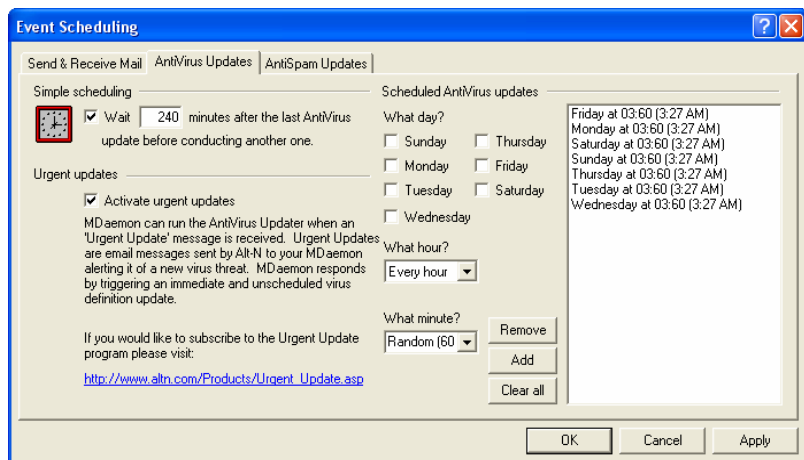 Event Scheduling
Send & Receive Mail
AntiVirus Updates
AntiSpam Updates
Simple scheduling
Wait 240 minutes after the last AntiVirus
update before conducting another one.
Urgent updates
Activate urgent updates
MDaemon can run the AntiVirus Updater when an
'Urgent Update' message is received. Urgent Updates
are email messages sent by Alt-N to your MDaemon
alerting it of a new virus threat. MDaemon responds
by triggering an immediate and unscheduled virus
definition update.
If you would like to subscribe to the Urgent Update
program please visit:
http://www.altn.com/Products/Urgent_Update.asp
Scheduled AntiVirus updates
What day?
Sunday
Thursday
Monday
Friday
Tuesday
Saturday
Wednesday
What hour?
Every hour
What minute?
Random (60
Remove
Add
Clear all
Friday at 03:60 (3:27 AM)
Monday at 03:60 (3:27 AM)
Saturday at 03:60 (3:27 AM)
Sunday at 03:60 (3:27 AM)
Thursday at 03:60 (3:27 AM)
Tuesday at 03:60 (3:27 AM)
Wednesday at 03:60 (3:27 AM)
OK
Cancel
Apply